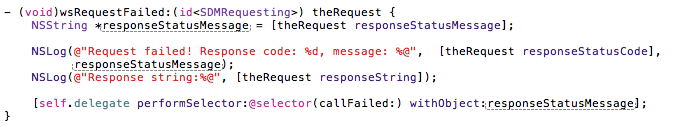 - (void)wsRequestFailed:(id<SDMRequesting>) theRequest {
NSString *responseStatusMessage = [theRequest responseStatusMessage];
NSLog(@"Request failed! Response code: %d, message: %@",  [theRequest responseStatusCode],
responseStatusMessage);
NSLog(@"Response string:%@", [theRequest responseString]);
[self.delegate performSelector:@selector(callFailed:) withObject:responseStatusMessage];
}